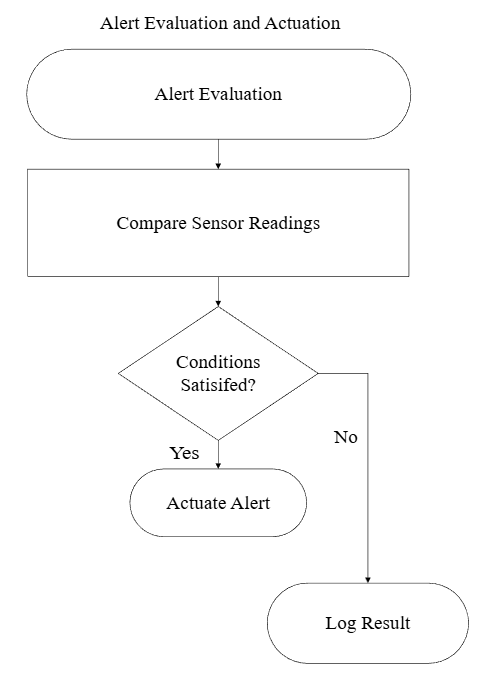 Alert Evaluation and Actuation
Alert Evaluation
Compare Sensor Readings
Conditions
Satisifed?
Yes
No
Actuate Alert
Log Result